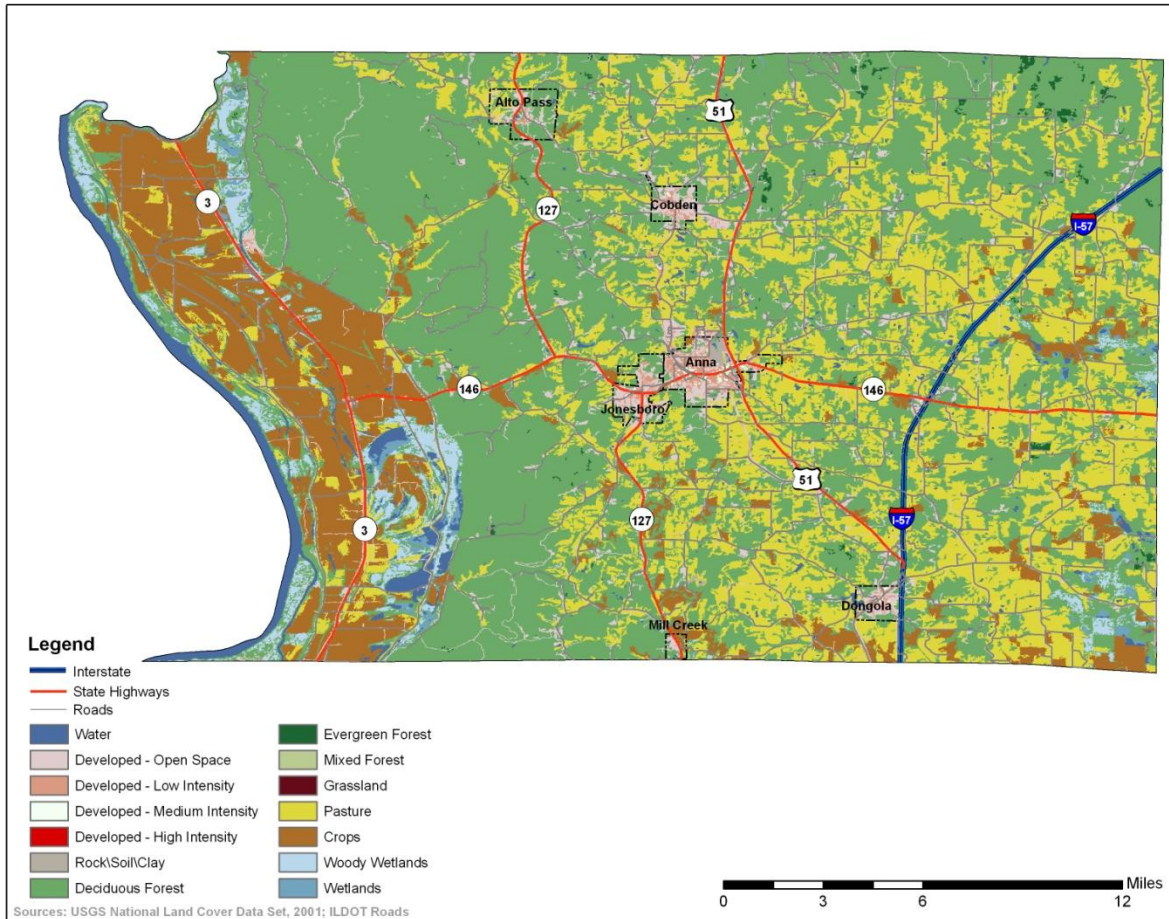 Alto Pass
51
3
127
Cobden
I-57
Anna
146
146
Jonesboro
51
127
3
I-57
Dongola
Mill Creek
Legend
Interstate
State Highways
Roads
Water
Developed - Open Space
Developed - Low Intensity
Developed - Medium Intensity
Developed - High Intensity
Rock\Soil\Clay
Deciduous Forest
Evergreen Forest
Mixed Forest
Grassland
Pasture
Crops
Woody Wetlands
Wetlands
Miles
0 3 6 12
Sources: USGS National Land Cover Data Set, 2001; ILDOT Roads